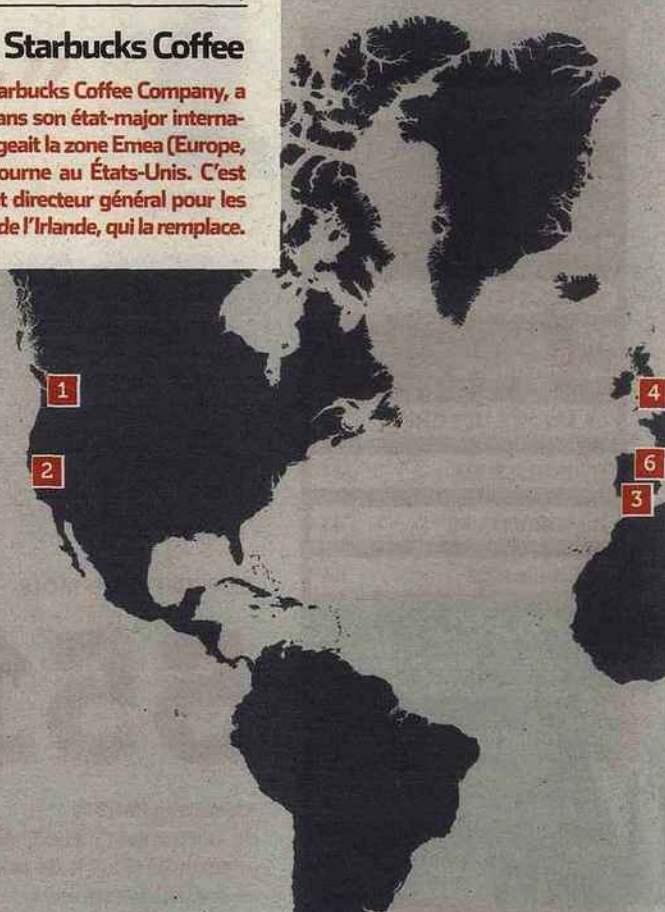 Starbucks Coffee
arbucks Coffee Company, a
ans son état-major interna-
geait la zone Emea (Europe,
ourne au États-Unis. C'est
t directeur général pour les
de l'Irlande, qui la remplace.
1
4
2
6
3